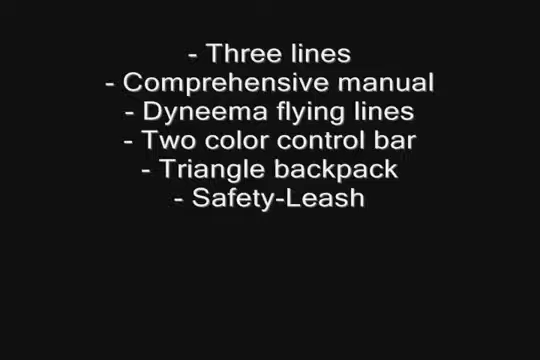 - Three lines
- Comprehensive manual
- Dyneema flying lines
- Two color control bar
- Triangle backpack
- Safety-Leash